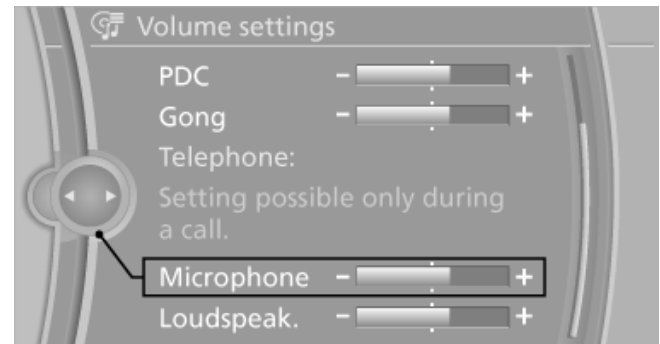 Volume settings
PDC - +
Gong - +
Telephone:
Setting possible only during
a call.
Microphone - +
Loudspeak. - +